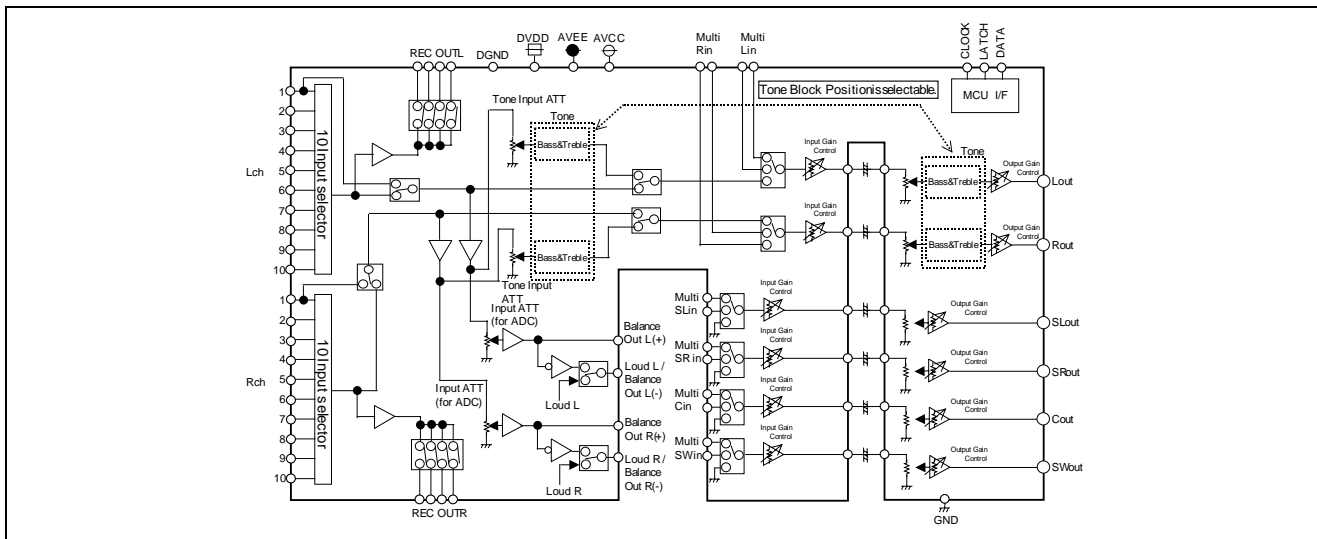 REC OUTL
DGND
DVDD
AVEE
AVCC
Multi
Rin
Multi
Lin
CLOCK
LATCH
DATA
MCU I/F
Tone Block Positionisselectable.
1
2
3
4
5
6
7
8
9
10
Lch
10 Input selector
Tone Input ATT
Tone
Bass&Treble
Bass&Treble
Tone Input
ATT
Input Gain
Control
Input Gain
Control
Tone
Bass&Treble
Bass&Treble
Output Gain
Control
Output Gain
Control
Lout
Rout
1
2
3
4
5
6
7
8
9
10
Rch
10 Input selector
Input ATT
(for ADC)
Input ATT
(for ADC)
Loud L
Loud R
Balance
Out L(+)
Loud L /
Balance
Out L(-)
Balance
Out R(+)
Loud R /
Balance
Out R(-)
Multi
SLin
Multi
SR in
Multi
Cin
Multi
SWin
Input Gain
Control
Input Gain
Control
Input Gain
Control
Input Gain
Control
Output Gain
Control
Output Gain
Control
Output Gain
Control
Output Gain
Control
SLout
SRout
Cout
SWout
REC OUTR
GND